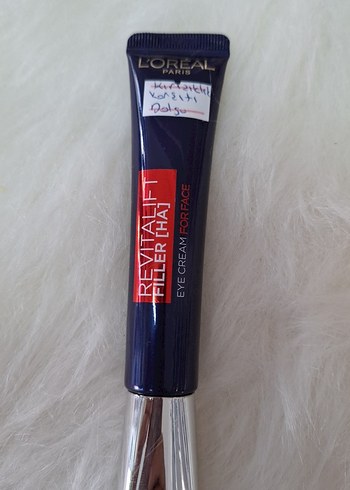 L'ORÉAL
PARIS
REVITALIFT
FILLER [HA]
EYE CREAM FOR FACE